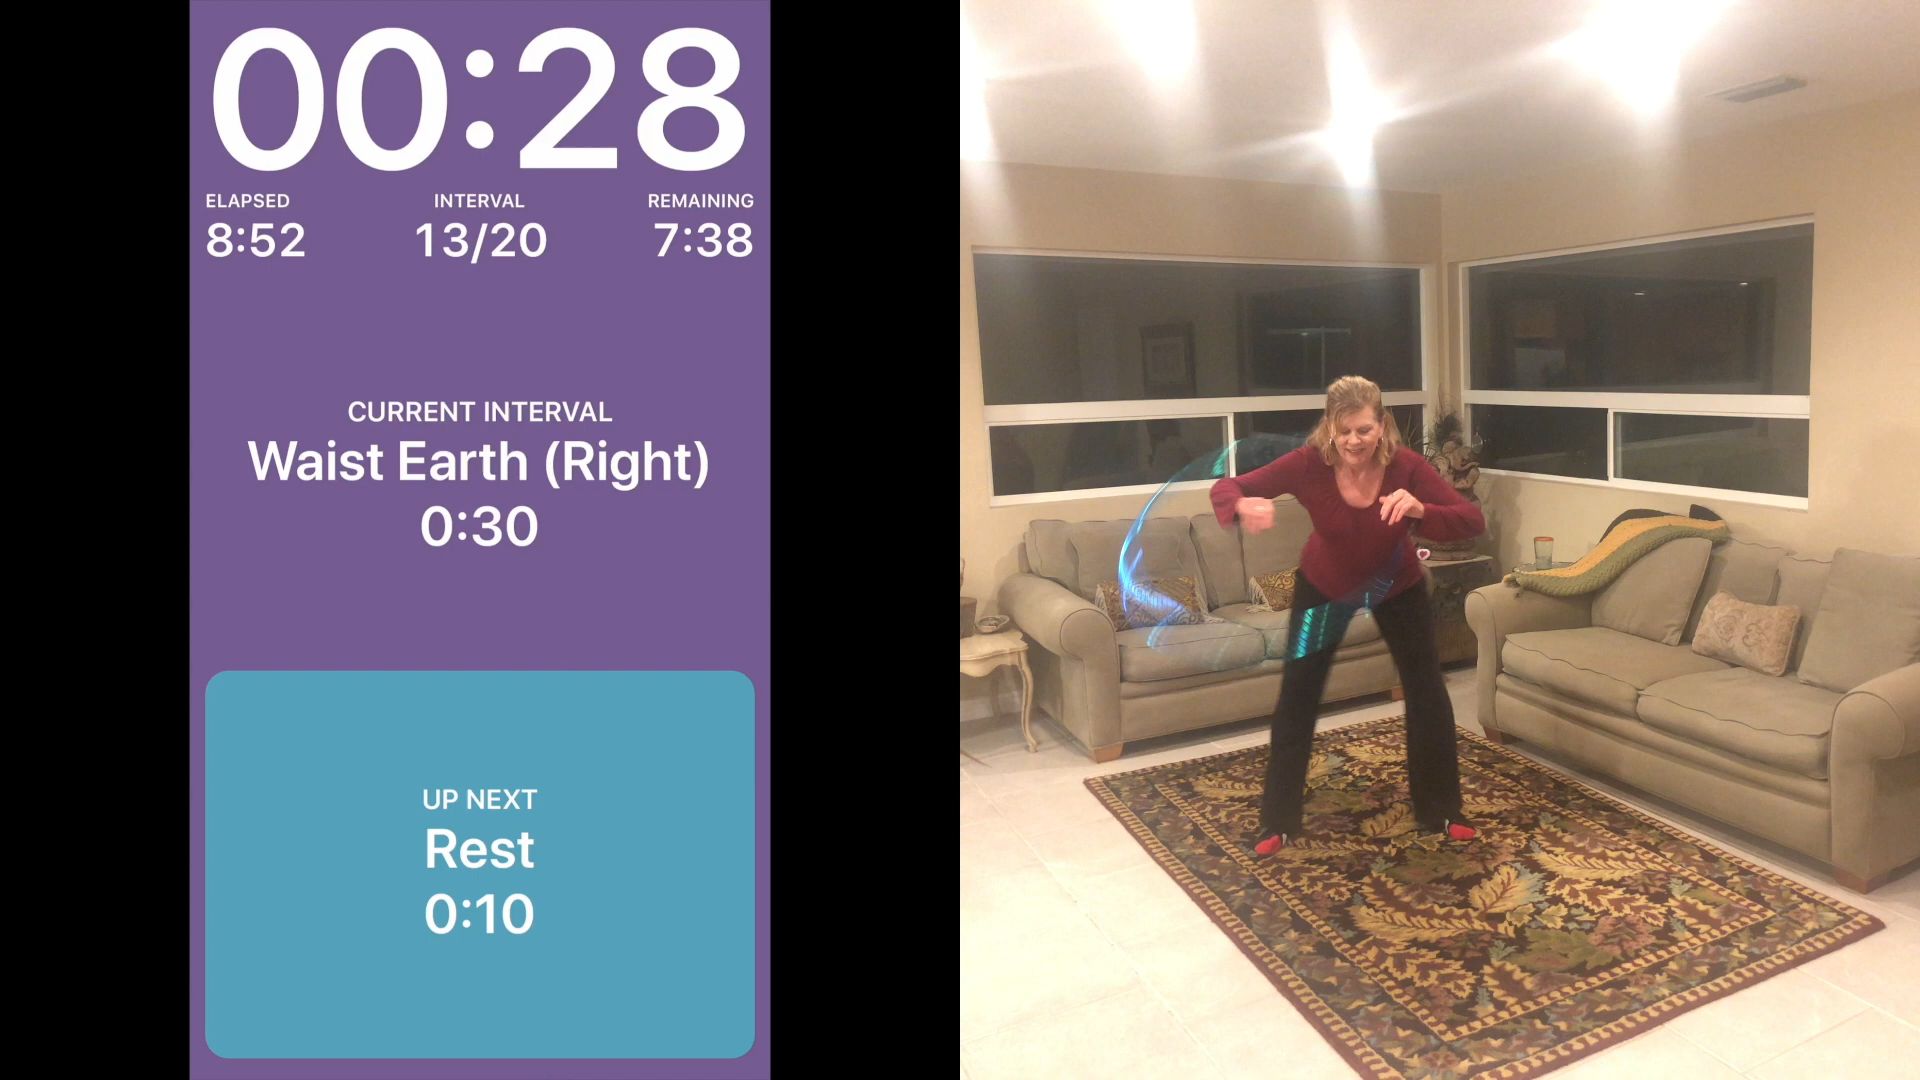 00:28
ELAPSED INTERVAL REMAINING
8:52 13/20 7:38
CURRENT INTERVAL
Waist Earth (Right)
0:30
UP NEXT
Rest
0:10